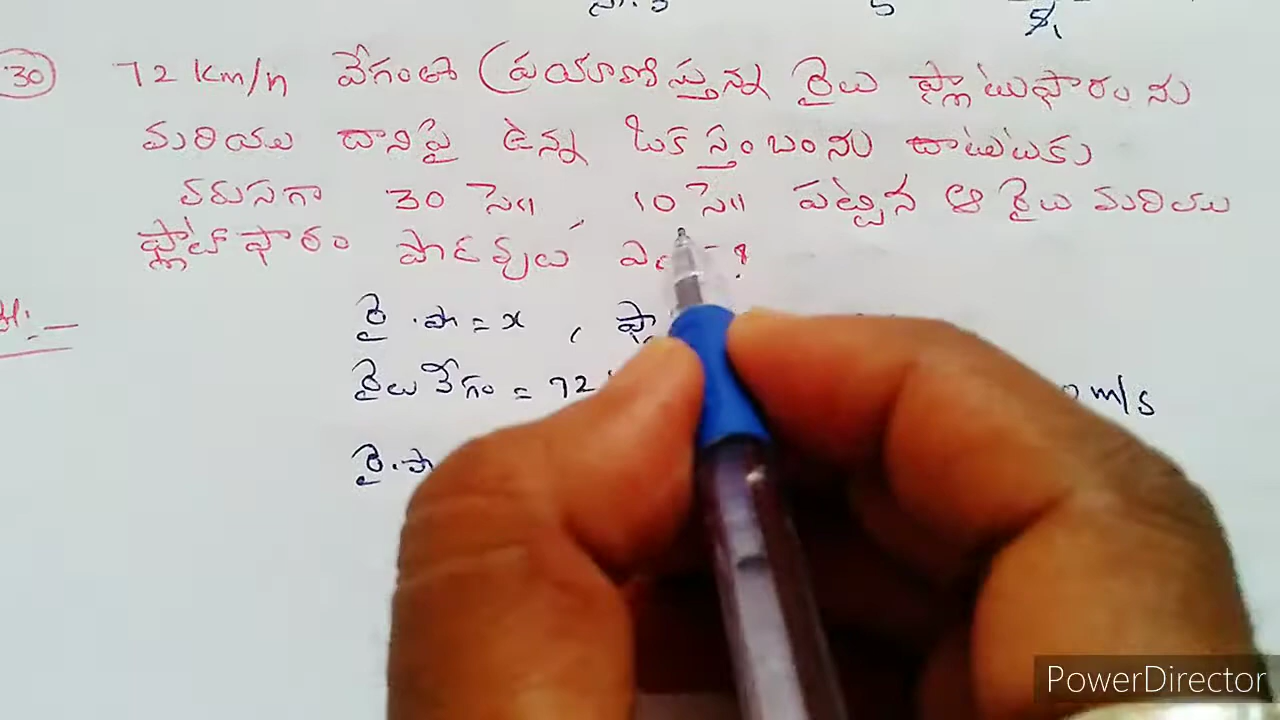 30 72 Km/h వేగంతో ప్రయాణిస్తున్న రైలు ఫ్లాటుఫారంను
మరియు దానిపై ఉన్న ఒక స్తంబంను దాటుటకు
వరుసగా 30 సె॥, 10 సె॥ పట్టిన ఆ రైలు మరియు
ఫ్లాట్ ఫారం పొడవులు
రై.పొ = x ,
రైలు వేగం = 72 m/s
రై.పొ
PowerDirector